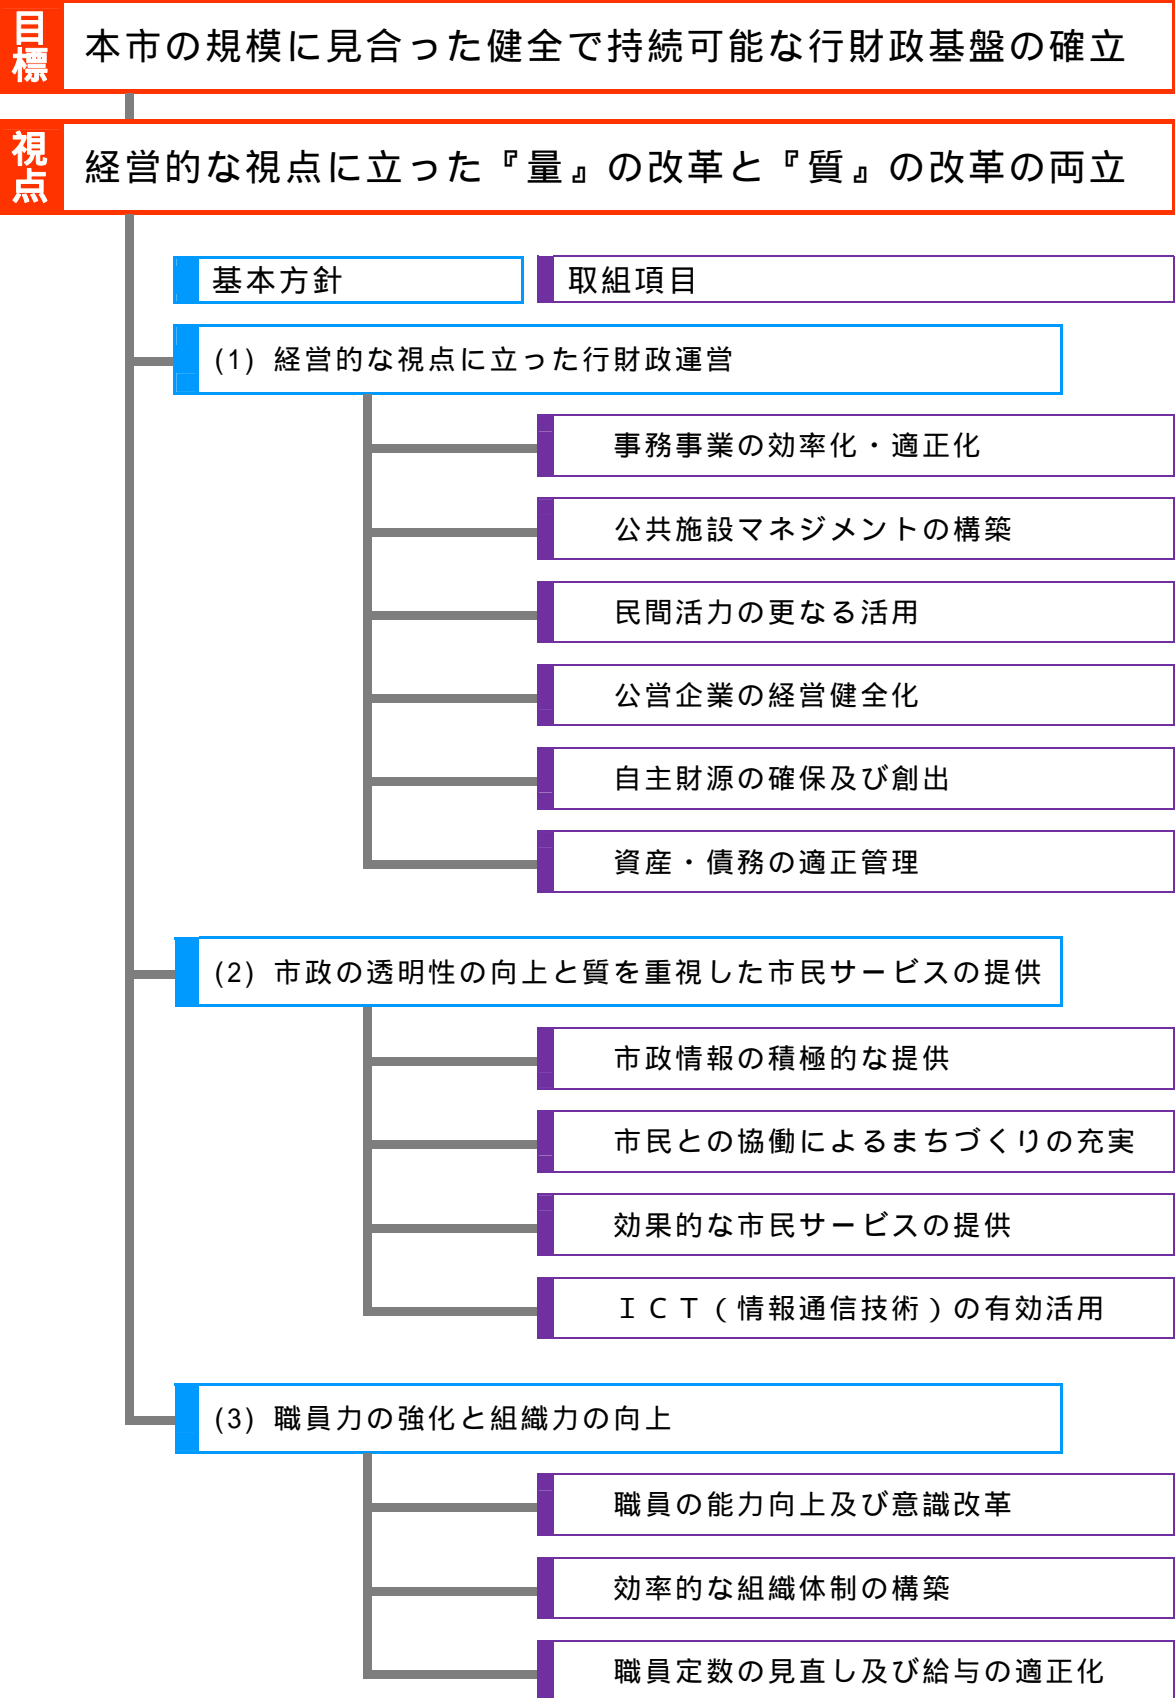 目標
本市の規模に見合った健全で持続可能な行財政基盤の確立
視点
経営的な視点に立った『量』の改革と『質』の改革の両立
基本方針
取組項目
(1) 経営的な視点に立った行財政運営
事務事業の効率化・適正化
公共施設マネジメントの構築
民間活力の更なる活用
公営企業の経営健全化
自主財源の確保及び創出
資産・債務の適正管理
(2) 市政の透明性の向上と質を重視した市民サービスの提供
市政情報の積極的な提供
市民との協働によるまちづくりの充実
効果的な市民サービスの提供
ＩＣＴ（情報通信技術）の有効活用
(3) 職員力の強化と組織力の向上
職員の能力向上及び意識改革
効率的な組織体制の構築
職員定数の見直し及び給与の適正化